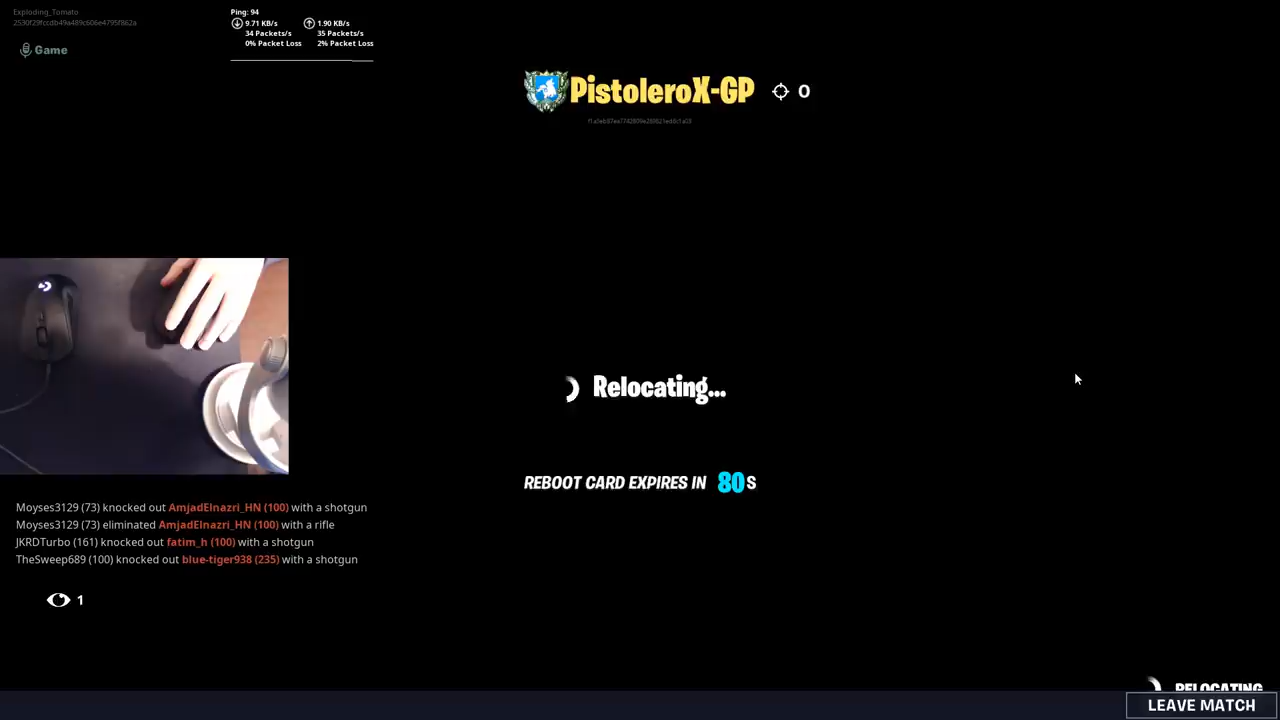 Exploding_Tomato
Ping: 94
9.71 KB/s
1.90 KB/s
34 Packets/s
35 Packets/s
0% Packet Loss
2% Packet Loss
Game
PistoleroX-GP
0
Relocating...
REBOOT CARD EXPIRES IN 80S
Moyses3129 (73) knocked out AmjadElnazri_HN (100) with a shotgun
Moyses3129 (73) eliminated AmjadElnazri_HN (100) with a rifle
JKRDTurbo (161) knocked out fatim_h (100) with a shotgun
TheSweep689 (100) knocked out blue-tiger938 (235) with a shotgun
1
RELOCATING
LEAVE MATCH